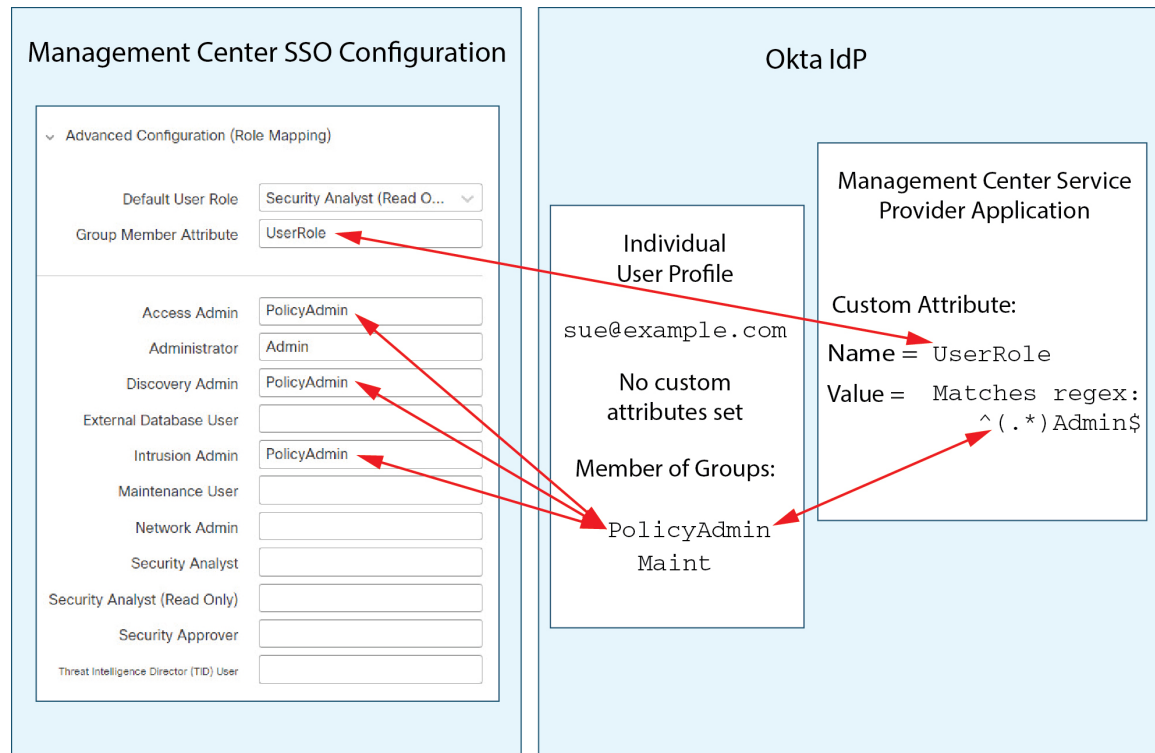 Management Center SSO Configuration
Advanced Configuration (Role Mapping)
Default User Role
Security Analyst (Read O...
Group Member Attribute
UserRole
Access Admin
PolicyAdmin
Administrator
Admin
Discovery Admin
PolicyAdmin
External Database User
Intrusion Admin
PolicyAdmin
Maintenance User
Network Admin
Security Analyst
Security Analyst (Read Only)
Security Approver
Threat Intelligence Director (TID) User
Okta IdP
Individual
User Profile
sue@example.com
No custom
attributes set
Member of Groups:
PolicyAdmin
Maint
Management Center Service
Provider Application
Custom Attribute:
Name = UserRole
Value = Matches regex:
^(.*)Admin$